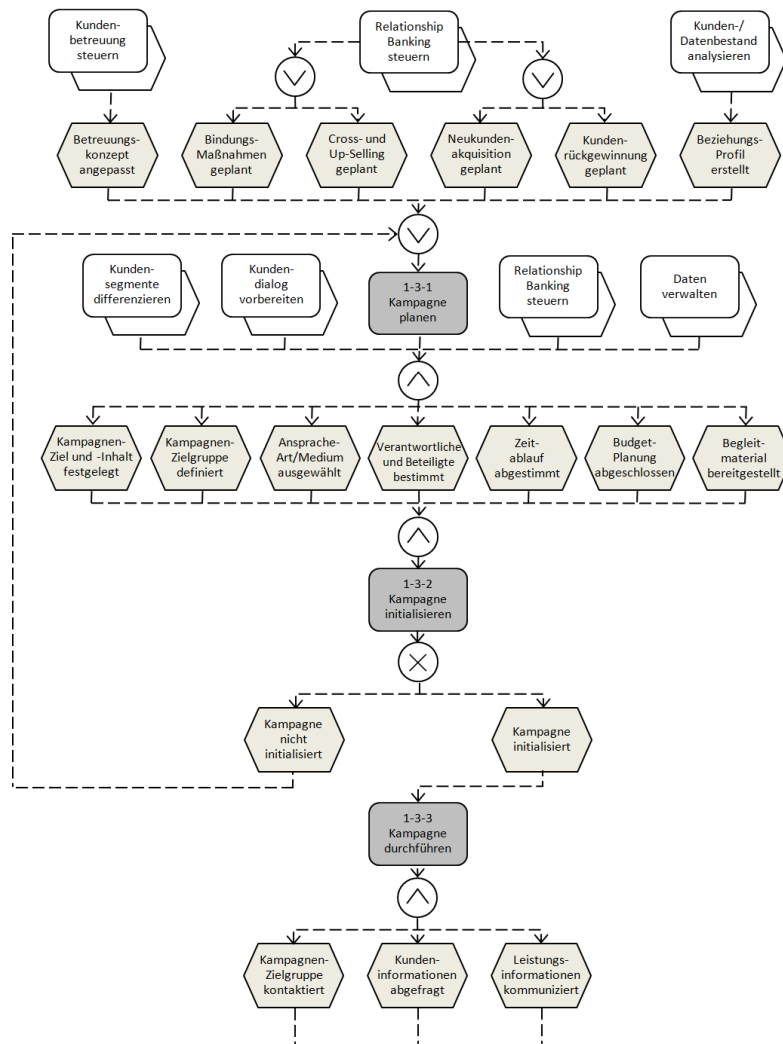 Kunden-
betreuung
steuern
Relationship
Banking
steuern
Kunden-/
Datenbestand
analysieren
Betreuungs-
konzept
angepasst
Bindungs-
Maßnahmen
geplant
Cross- und
Up-Selling
geplant
Neukunden-
akquisition
geplant
Kunden-
rückgewinnung
geplant
Beziehungs-
Profil
erstellt
Kunden-
segmente
differenzieren
Kunden-
dialog
vorbereiten
1-3-1
Kampagne
planen
Relationship
Banking
steuern
Daten
verwalten
Kampagnen-
Ziel und -Inhalt
festgelegt
Kampagnen-
Zielgruppe
definiert
Ansprache-
Art/Medium
ausgewählt
Verantwortliche
und Beteiligte
bestimmt
Zeit-
ablauf
abgestimmt
Budget-
Planung
abgeschlossen
Begleit-
material
bereitgestellt
1-3-2
Kampagne
initialisieren
Kampagne
nicht
initialisiert
Kampagne
initialisiert
1-3-3
Kampagne
durchführen
Kampagnen-
Zielgruppe
kontaktiert
Kunden-
informationen
abgefragt
Leistungs-
informationen
kommuniziert